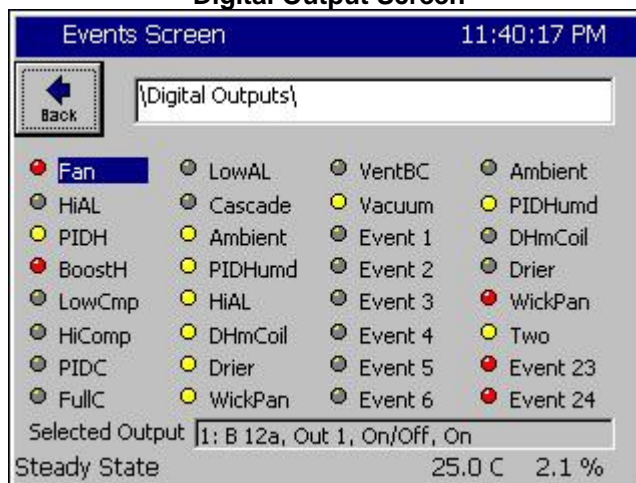 Digital Output Screen
Events Screen 11:40:17 PM
Back
\Digital Outputs\
Fan LowAL VentBC Ambient
HiAL Cascade Vacuum PIDHumd
PIDH Ambient Event 1 DHmCoil
BoostH PIDHumd Event 2 Drier
LowCmp HiAL Event 3 WickPan
HiComp DHmCoil Event 4 Two
PIDC Drier Event 5 Event 23
FullC WickPan Event 6 Event 24
Selected Output 1: B 12a, Out 1, On/Off, On
Steady State 25.0 C 2.1 %